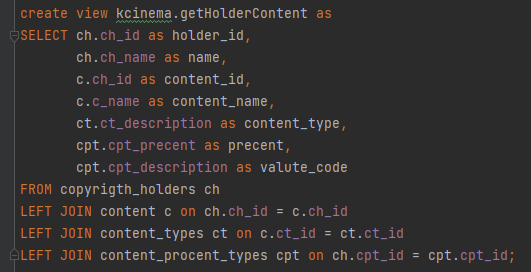 create view kcinema.getHolderContent as
SELECT ch.ch_id as holder_id,
ch.ch_name as name,
c.ch_id as content_id,
c.c_name as content_name,
ct.ct_description as content_type,
cpt.cpt_precent as precent,
cpt.cpt_description as valute_code
FROM copyrigth_holders ch
LEFT JOIN content c on ch.ch_id = c.ch_id
LEFT JOIN content_types ct on c.ct_id = ct.ct_id
LEFT JOIN content_procent_types cpt on ch.cpt_id = cpt.cpt_id;